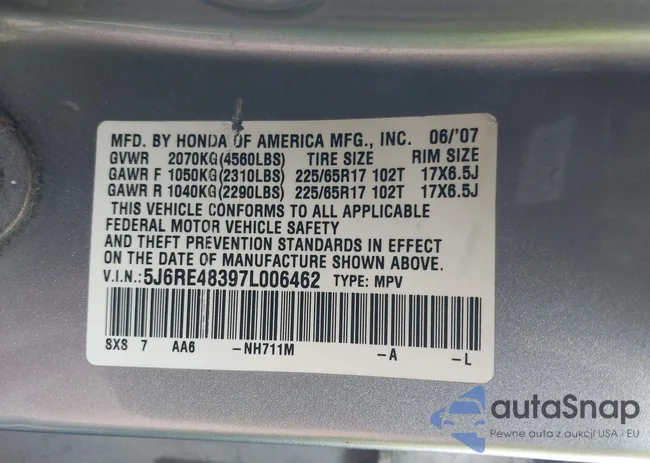 MFD. BY HONDA OF AMERICA MFG., INC. 06/'07
GVWR 2070KG(4560LBS) TIRE SIZE RIM SIZE
GAWR F 1050KG(2310LBS) 225/65R17 102T 17X6.5J
GAWR R 1040KG(2290LBS) 225/65R17 102T 17X6.5J
THIS VEHICLE CONFORMS TO ALL APPLICABLE
FEDERAL MOTOR VEHICLE SAFETY
AND THEFT PREVENTION STANDARDS IN EFFECT
ON THE DATE OF MANUFACTURE SHOWN ABOVE.
V.I.N.:5J6RE48397L006462 TYPE: MPV
SXS 7 AA6 -NH711M -A -L
autaSnap
Pewne auta z aukcji USA i EU